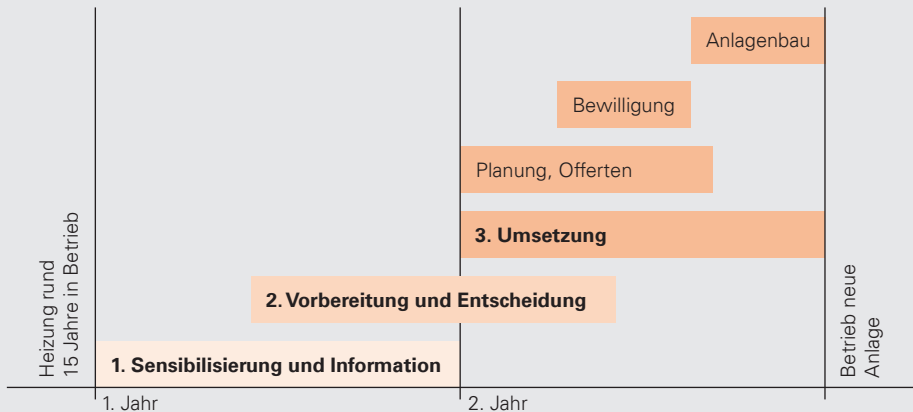 Anlagenbau
Bewilligung
Planung, Offerten
3. Umsetzung
2. Vorbereitung und Entscheidung
1. Sensibilisierung und Information
Heizung rund
15 Jahre in Betrieb
Betrieb neue
Anlage
1. Jahr
2. Jahr